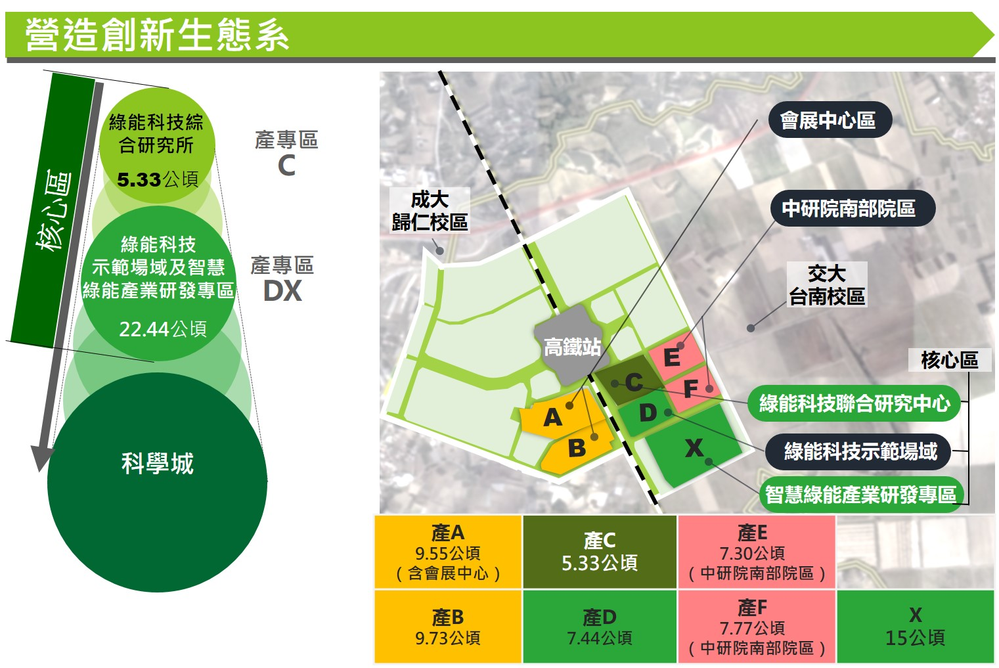 營造創新生態系
核心區
綠能科技綜
合研究所
5.33公頃
產專區
C
綠能科技
示範場域及智慧
綠能產業研發專區
22.44公頃
產專區
DX
科學城
會展中心區
成大
歸仁校區
中研院南部院區
交大
台南校區
高鐵站
核心區
E
C
F
綠能科技聯合研究中心
A
D
B
X
綠能科技示範場域
智慧綠能產業研發專區
產A
9.55公頃
(含會展中心)
產C
5.33公頃
產E
7.30公頃
(中研院南部院區)
產B
9.73公頃
產D
7.44公頃
產F
7.77公頃
(中研院南部院區)
X
15公頃